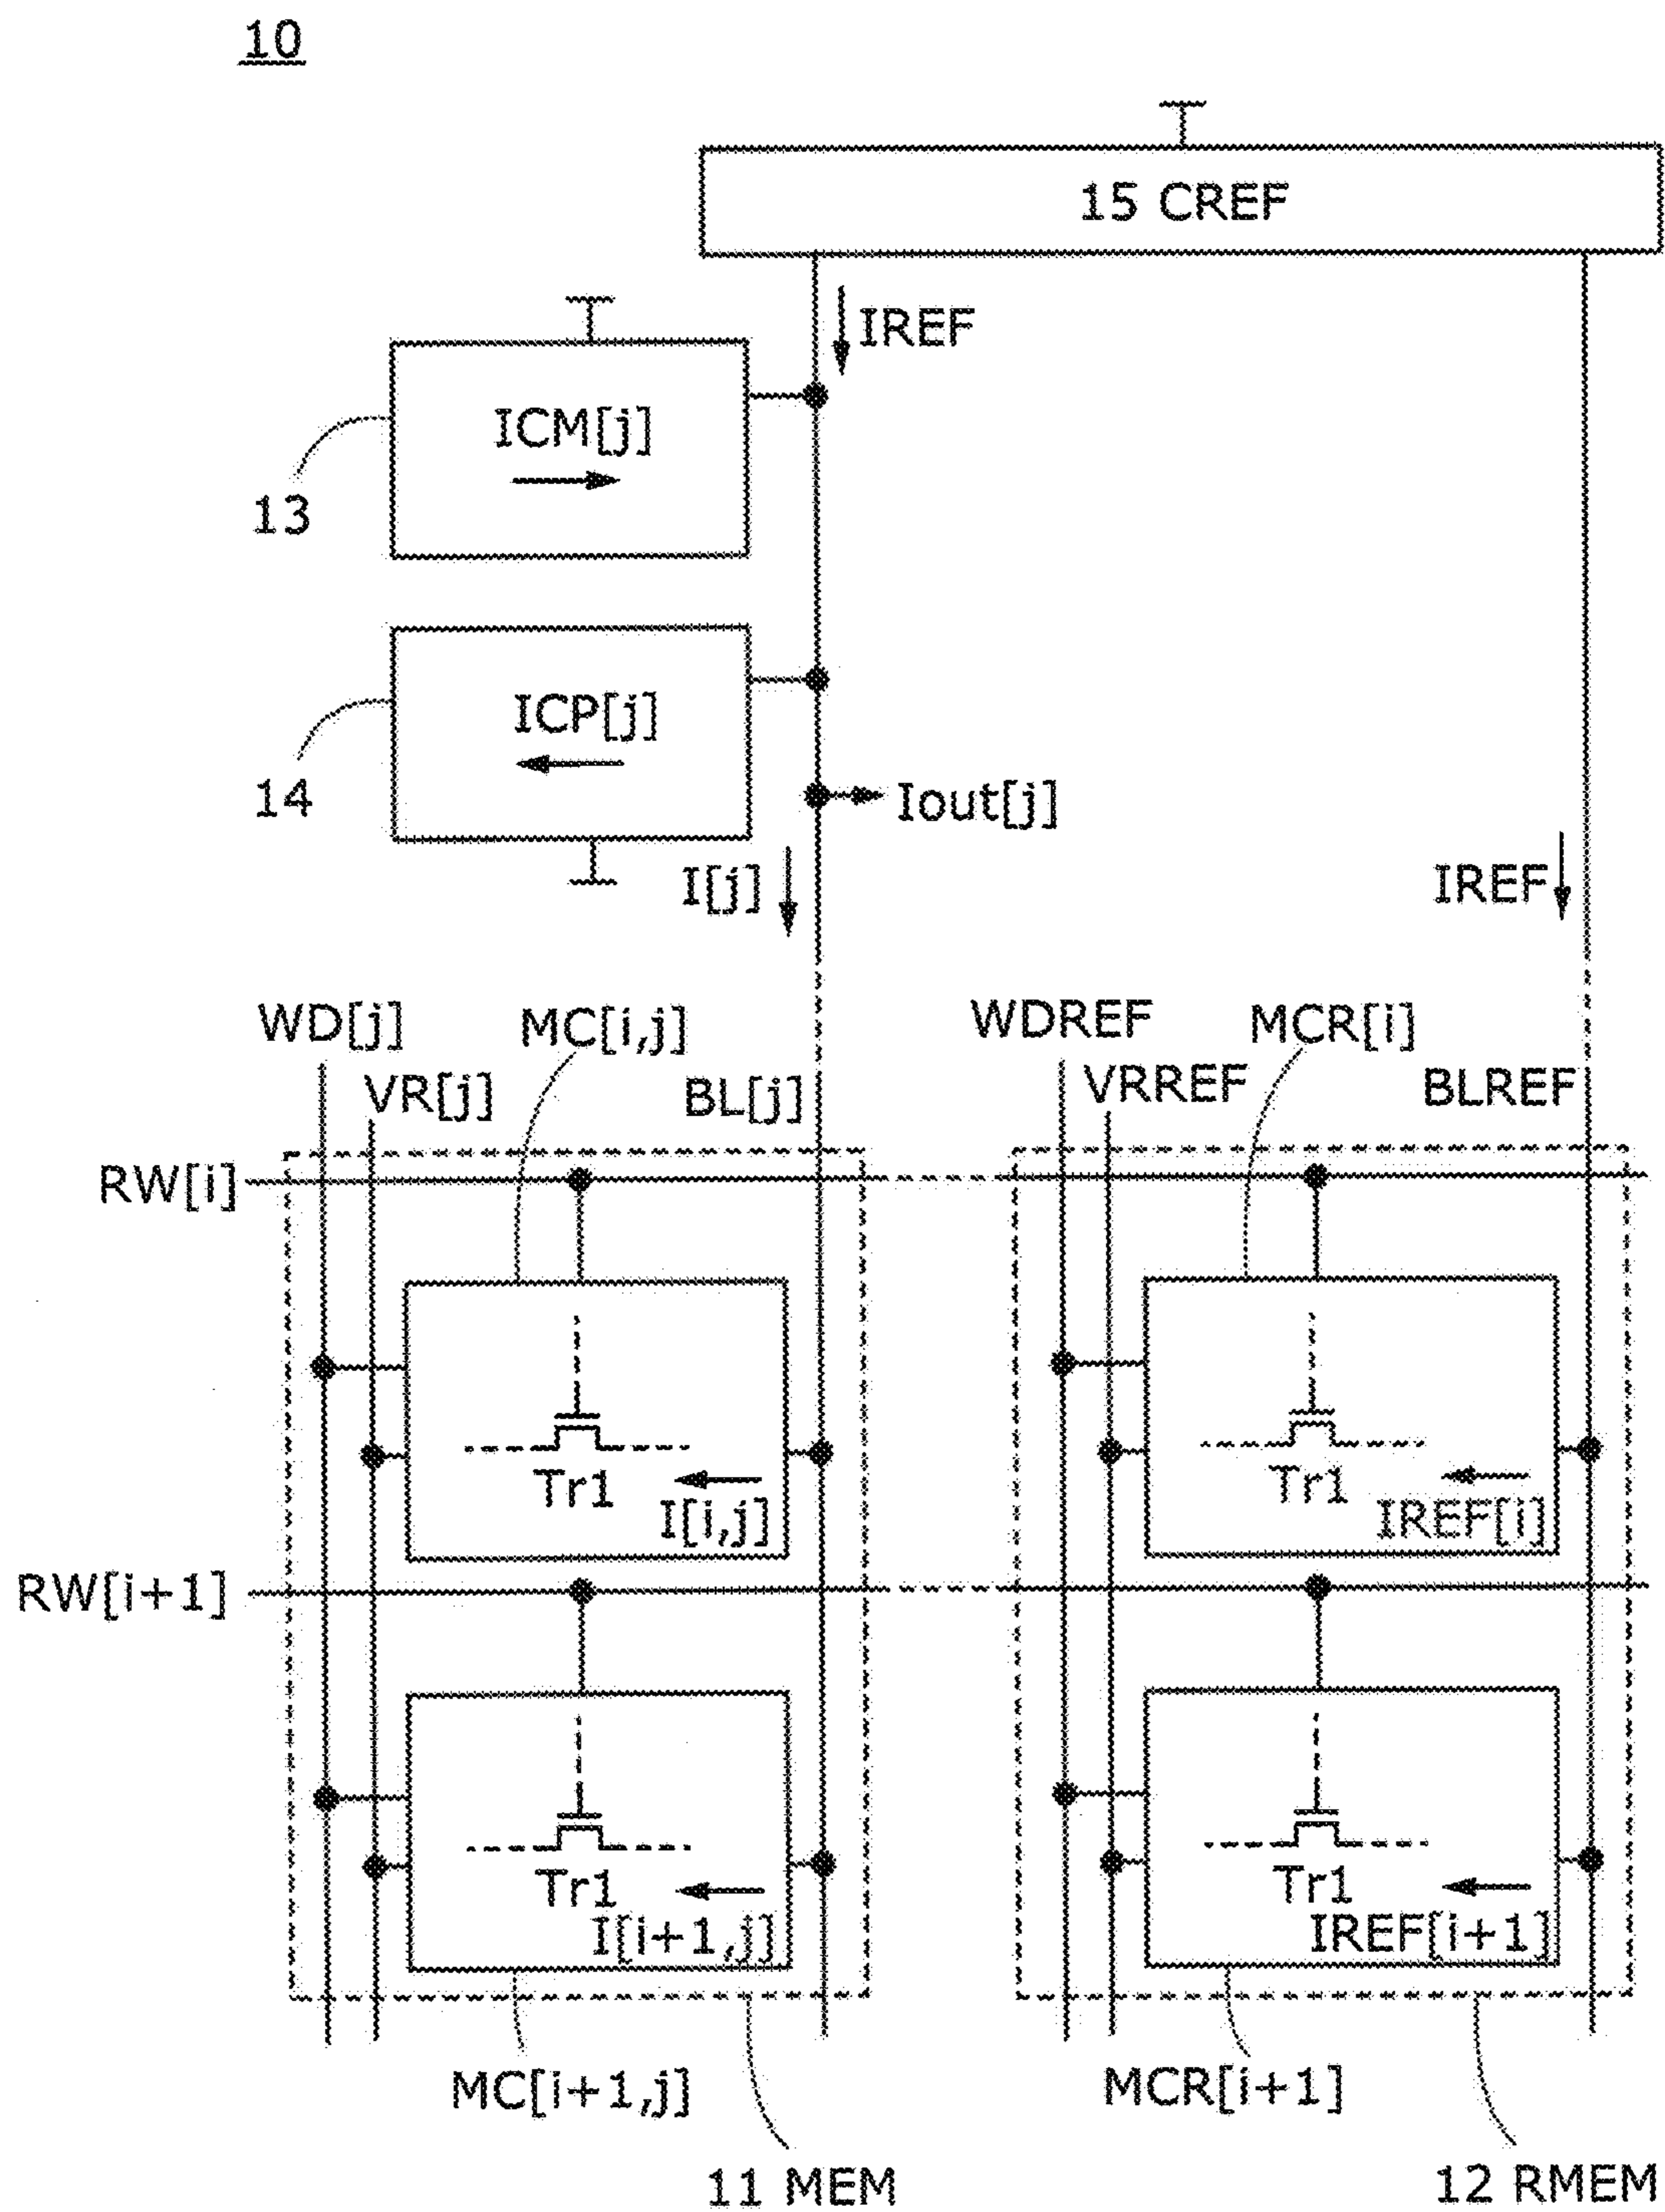 10
15 CREF
IREF
ICM[j]
13
ICP[j]
14
Iout[j]
I[j]
IREF
WD[j]
MC[i,j]
WDREF
MCR[i]
VR[j]
BL[j]
VRREF
BLREF
RW[i]
Tr1
I[i,j]
Tr1
IREF[i]
RW[i+1]
Tr1
I[i+1,j]
Tr1
IREF[i+1]
MC[i+1,j]
MCR[i+1]
11 MEM
12 RMEM